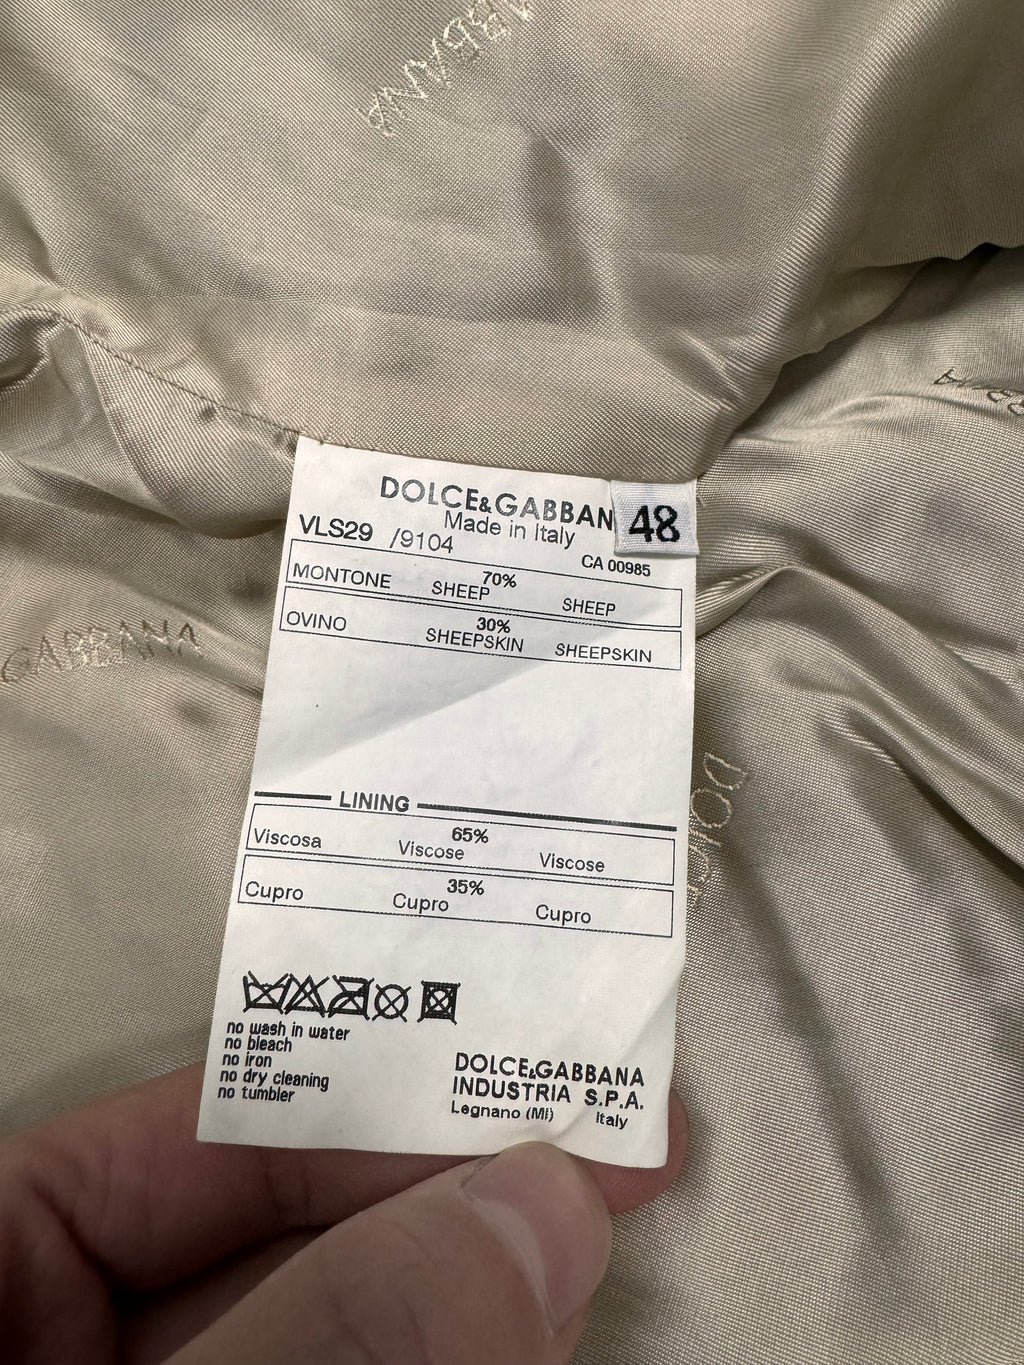 DOLCE&GABBAN
48
Made in Italy
VLS29 /9104
CA 00985
70%
MONTONE SHEEP SHEEP
30%
OVINO SHEEPSKIN SHEEPSKIN
LINING
65%
Viscosa Viscose Viscose
35%
Cupro Cupro Cupro
no wash in water
no bleach
no iron
no dry cleaning
no tumbler
DOLCE&GABBANA
INDUSTRIA S.P.A.
Legnano (MI) Italy
GABBANA